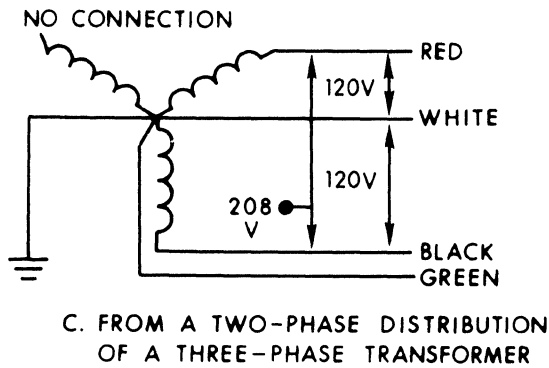 NO CONNECTION
RED
120V
WHITE
120V
208
V
BLACK
GREEN
C. FROM A TWO-PHASE DISTRIBUTION
OF A THREE-PHASE TRANSFORMER